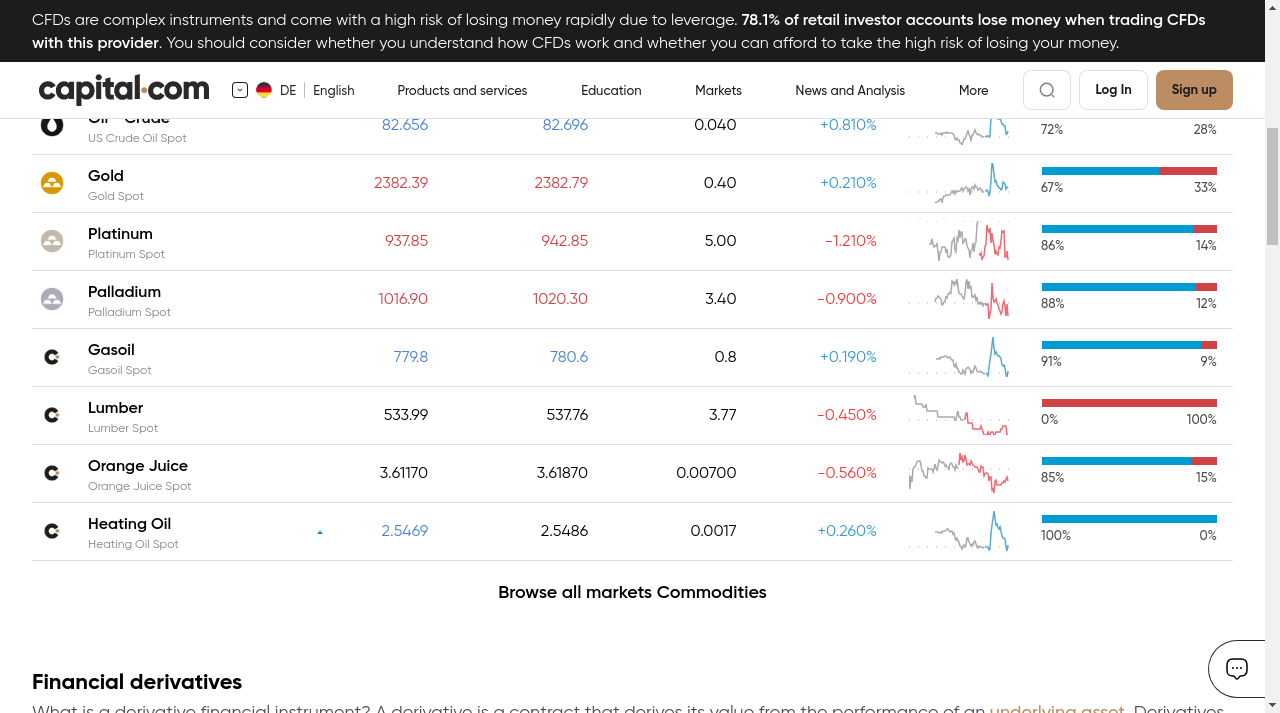 CFDs are complex instruments and come with a high risk of losing money rapidly due to leverage. 78.1% of retail investor accounts lose money when trading CFDs
with this provider. You should consider whether you understand how CFDs work and whether you can afford to take the high risk of losing your money.
capital.com DE English Products and services Education Markets News and Analysis More Log In Sign up
Oil - Crude 82.656 82.696 0.040 +0.810% 72% 28%
US Crude Oil Spot
Gold 2382.39 2382.79 0.40 +0.210% 67% 33%
Gold Spot
Platinum 937.85 942.85 5.00 -1.210% 86% 14%
Platinum Spot
Palladium 1016.90 1020.30 3.40 -0.900% 88% 12%
Palladium Spot
Gasoil 779.8 780.6 0.8 +0.190% 91% 9%
Gasoil Spot
Lumber 533.99 537.76 3.77 -0.450% 0% 100%
Lumber Spot
Orange Juice 3.61170 3.61870 0.00700 -0.560% 85% 15%
Orange Juice Spot
Heating Oil 2.5469 2.5486 0.0017 +0.260% 100% 0%
Heating Oil Spot
Browse all markets Commodities
Financial derivatives
What is a derivative financial instrument? A derivative is a contract that derives its value from the performance of an underlying asset. Derivatives